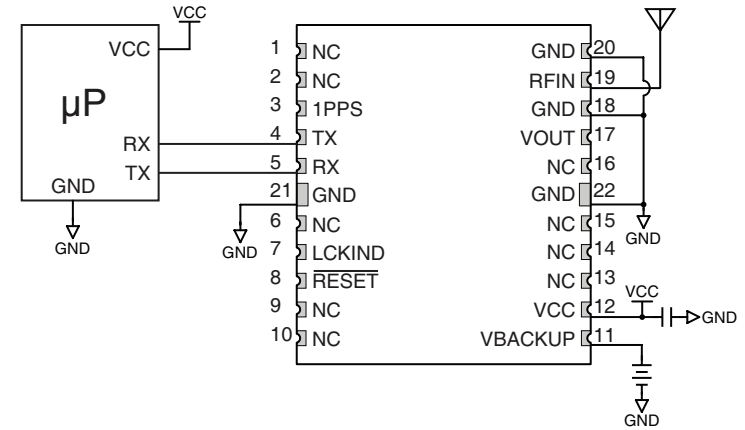 VCC
VCC
µP
RX
TX
GND
GND
1 NC
2 NC
3 1PPS
4 TX
5 RX
21 GND
GND
6 NC
7 LCKIND
8 RESET
9 NC
10 NC
GND 20
RFIN 19
GND 18
VOUT 17
NC 16
GND 22
GND
NC 15
NC 14
NC 13
VCC
VCC 12
GND
VBACKUP 11
GND